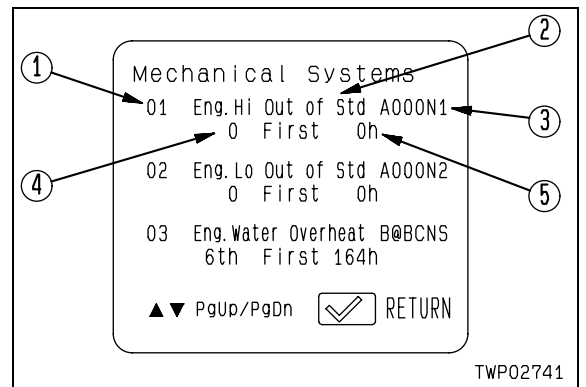 Mechanical Systems
01 Eng.Hi Out of Std A000N1
0 First 0h
02 Eng.Lo Out of Std A000N2
0 First 0h
03 Eng.Water Overheat B@BCNS
6th First 164h
▲▼ PgUp/PgDn RETURN
1
2
3
4
5
TWP02741